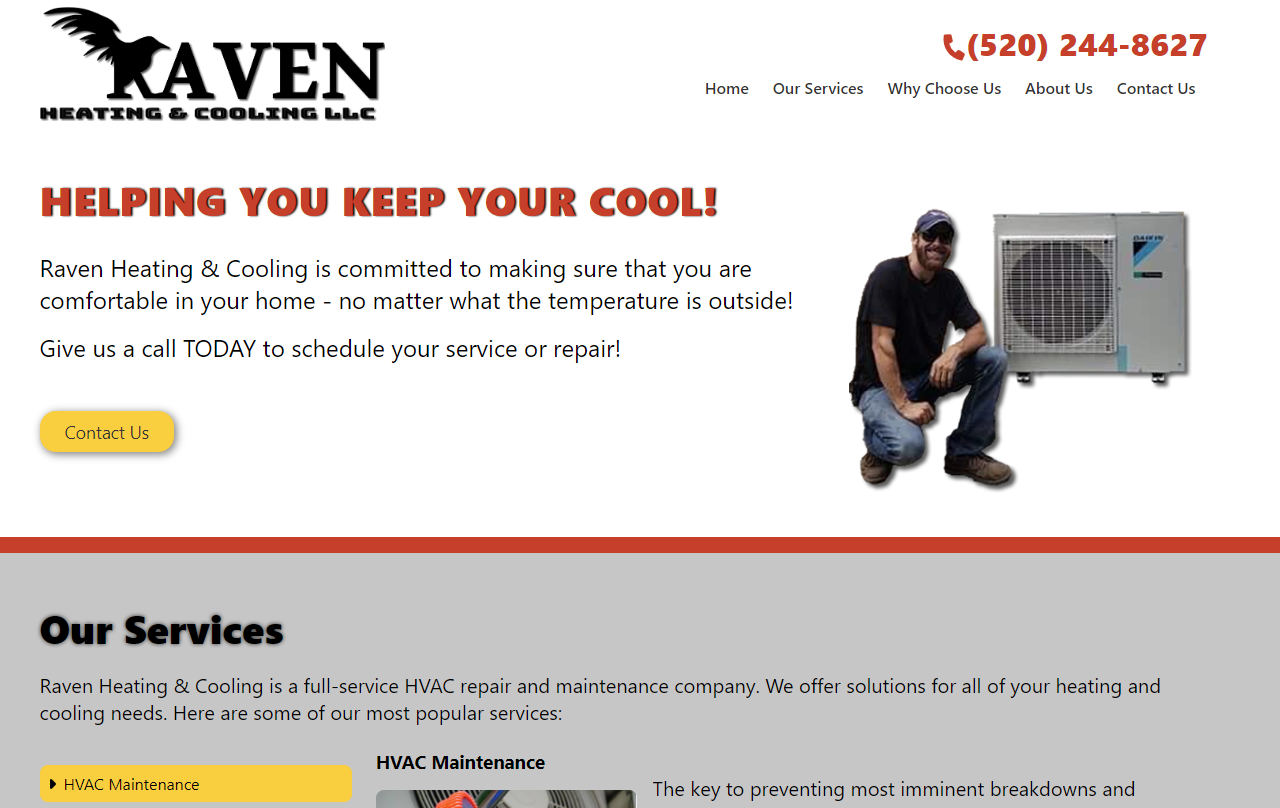 RAVEN
HEATING & COOLING LLC
(520) 244-8627
Home Our Services Why Choose Us About Us Contact Us
HELPING YOU KEEP YOUR COOL!
Raven Heating & Cooling is committed to making sure that you are
comfortable in your home - no matter what the temperature is outside!
Give us a call TODAY to schedule your service or repair!
DAIKIN
Contact Us
Our Services
Raven Heating & Cooling is a full-service HVAC repair and maintenance company. We offer solutions for all of your heating and
cooling needs. Here are some of our most popular services:
HVAC Maintenance
HVAC Maintenance
The key to preventing most imminent breakdowns and